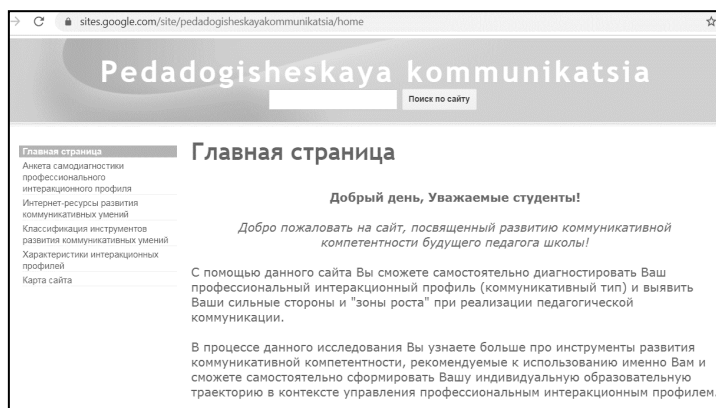 sites.google.com/site/pedadogisheskayakommunikatsia/home
Pedadogisheskaya kommunikatsia
Поиск по сайту
Главная страница
Анкета самодиагностики
профессионального
интеракционного профиля
Интернет-ресурсы развития
коммуникативных умений
Классификация инструментов
развития коммуникативных умений
Характеристики интеракционных
профилей
Карта сайта
Главная страница
Добрый день, Уважаемые студенты!
Добро пожаловать на сайт, посвященный развитию коммуникативной
компетентности будущего педагога школы!
С помощью данного сайта Вы сможете самостоятельно диагностировать Ваш
профессиональный интеракционный профиль (коммуникативный тип) и выявить
Ваши сильные стороны и "зоны роста" при реализации педагогической
коммуникации.
В процессе данного исследования Вы узнаете больше про инструменты развития
коммуникативной компетентности, рекомендуемые к использованию именно Вам и
сможете самостоятельно сформировать Вашу индивидуальную образовательную
траекторию в контексте управления профессиональным интеракционным профилем.